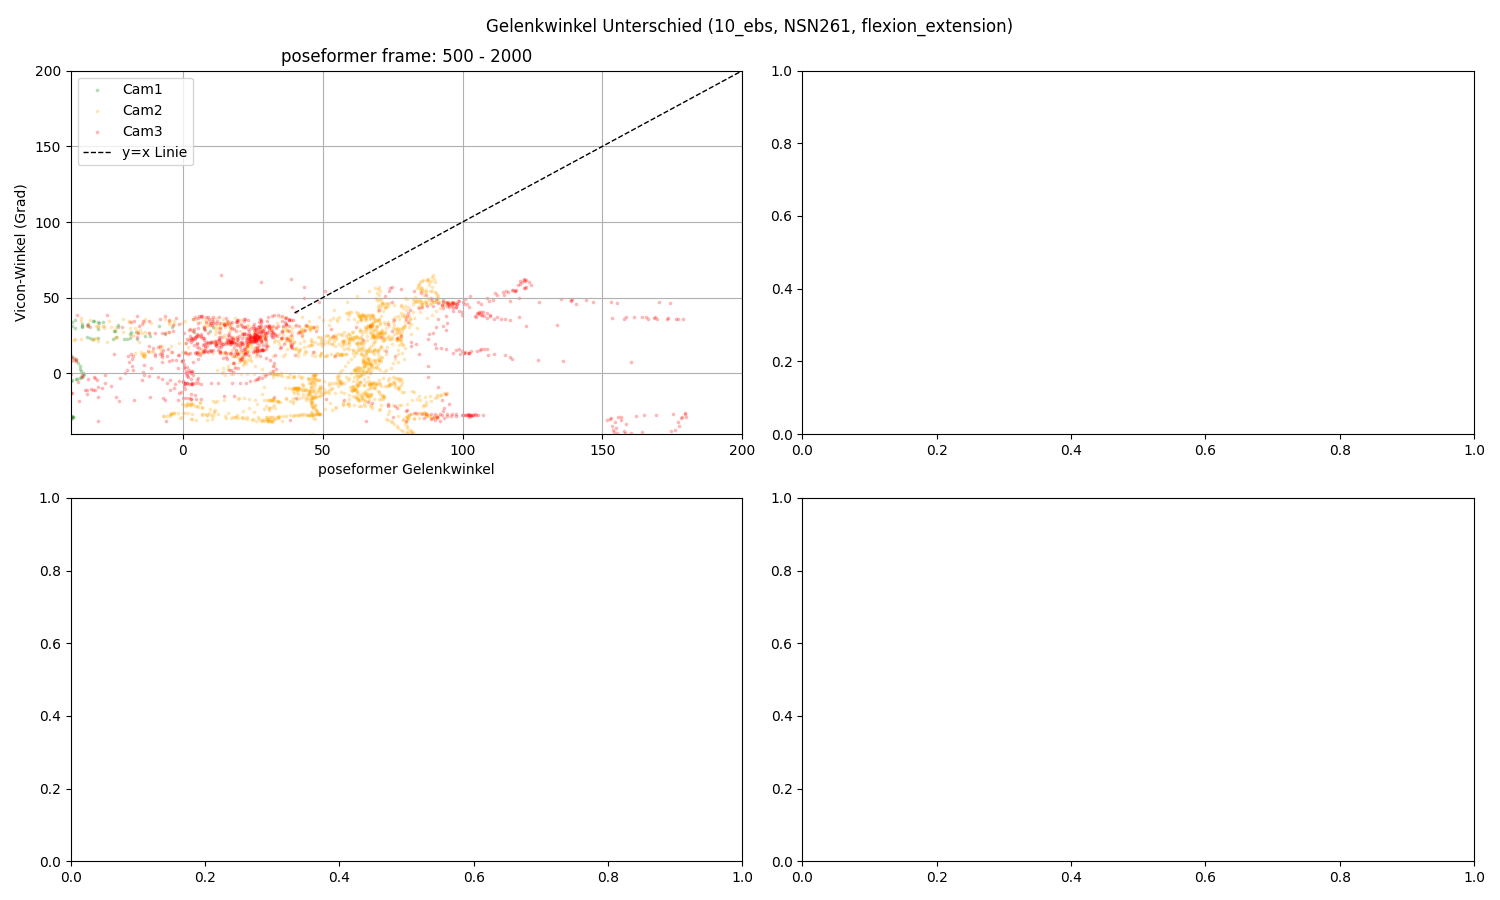 Gelenkwinkel Unterschied (10_ebs, NSN261, flexion_extension)
poseformer frame: 500 - 2000
Cam1
Cam2
Cam3
y=x Linie
Vicon-Winkel (Grad)
200
150
100
50
0
0 50 100 150 200
poseformer Gelenkwinkel
1.0
0.8
0.6
0.4
0.2
0.0
0.0 0.2 0.4 0.6 0.8 1.0
1.0
0.8
0.6
0.4
0.2
0.0
0.0 0.2 0.4 0.6 0.8 1.0
1.0
0.8
0.6
0.4
0.2
0.0
0.0 0.2 0.4 0.6 0.8 1.0